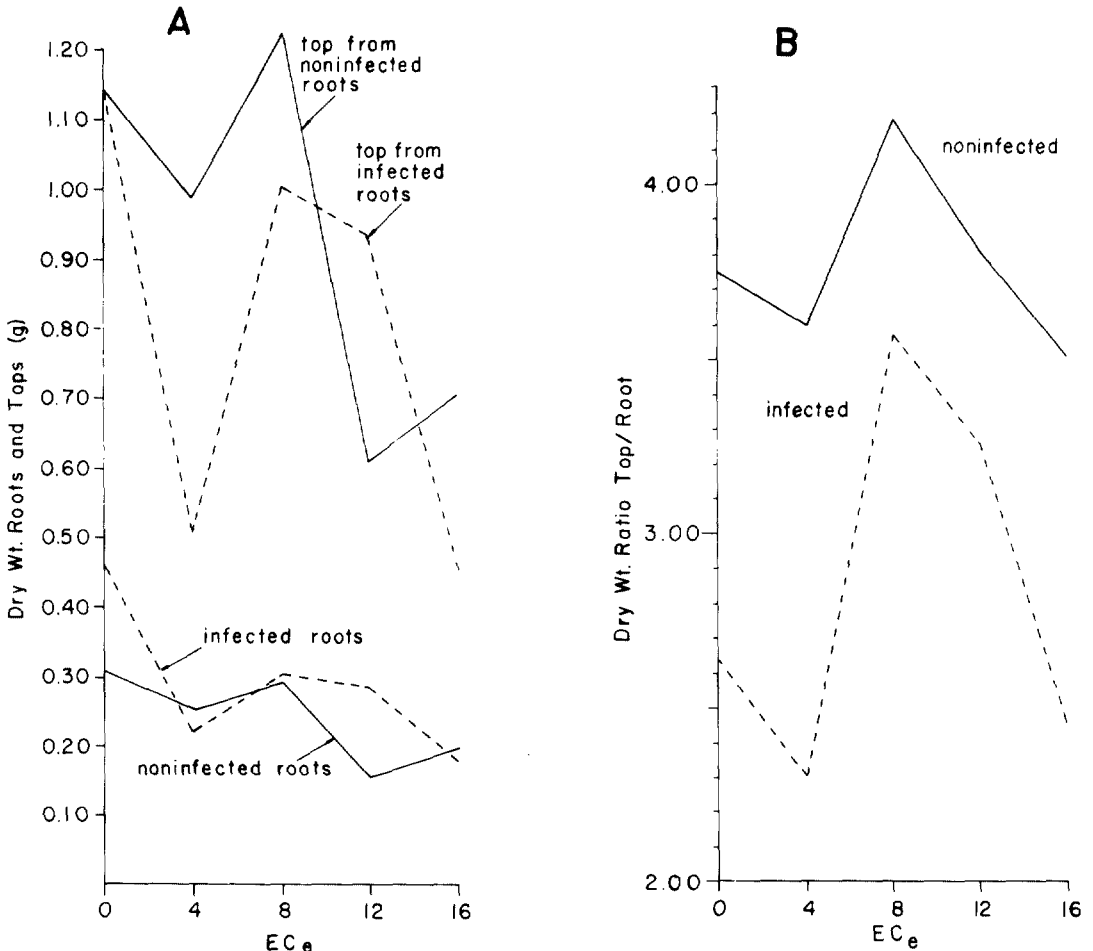 A
1.20
1.10
1.00
0.90
0.80
0.70
0.60
0.50
0.40
0.30
0.20
0.10
0
4
8
12
16
ECe
Dry Wt. Roots and Tops (g)
top from
noninfected
roots
top from
infected
roots
infected roots
noninfected roots
B
4.00
3.00
2.00
0
4
8
12
16
ECe
Dry Wt. Ratio Top/Root
noninfected
infected